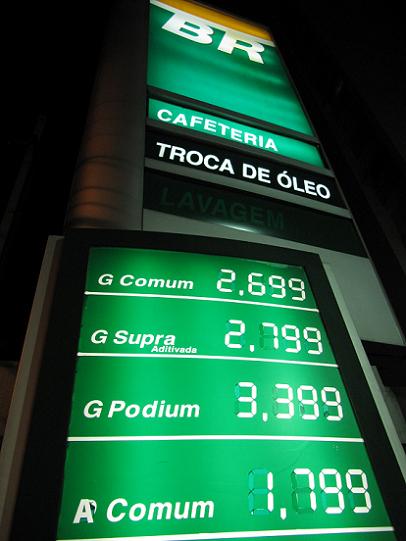 BR
CAFETERIA
TROCA DE ÓLEO
LAVAGEM
G Comum 2,699
G Supra 2,799
Aditivada
G Podium 3,399
A Comum 1,799